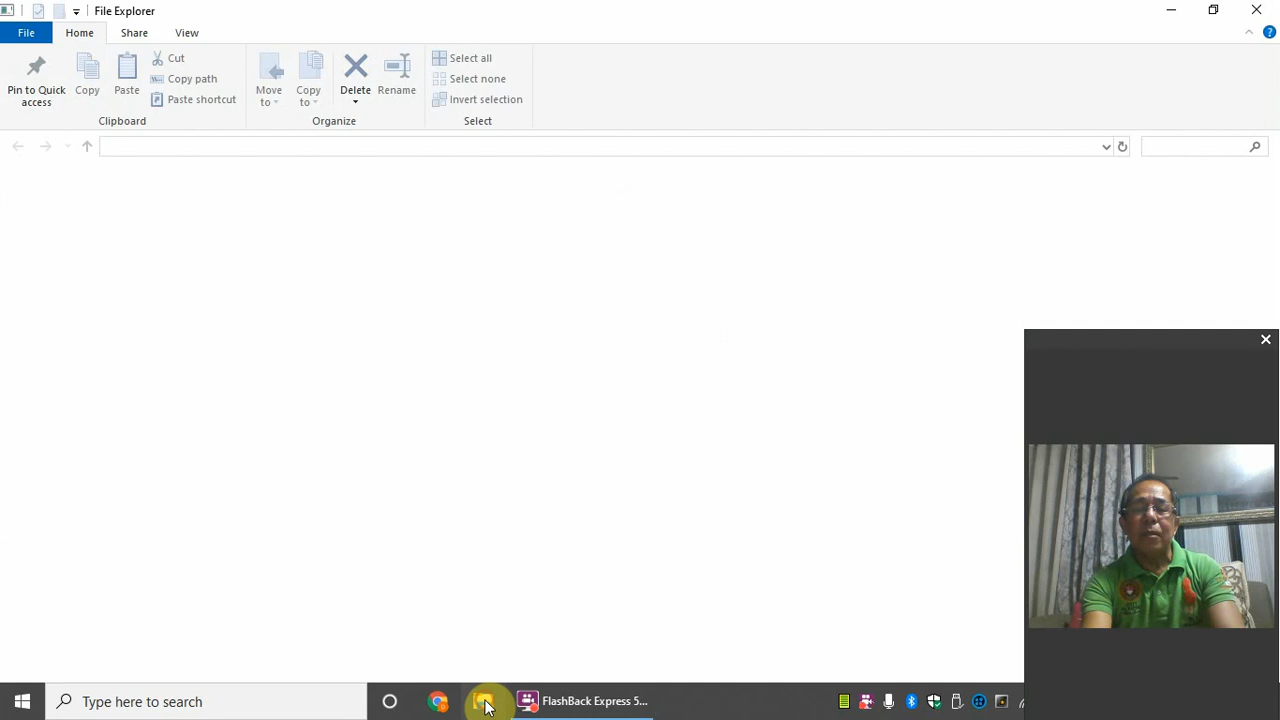 File Explorer
File Home Share View
Pin to Quick access
Copy
Paste
Cut
Copy path
Paste shortcut
Clipboard
Move to
Copy to
Delete
Rename
Organize
Select all
Select none
Invert selection
Select
Type here to search
FlashBack Express 5...